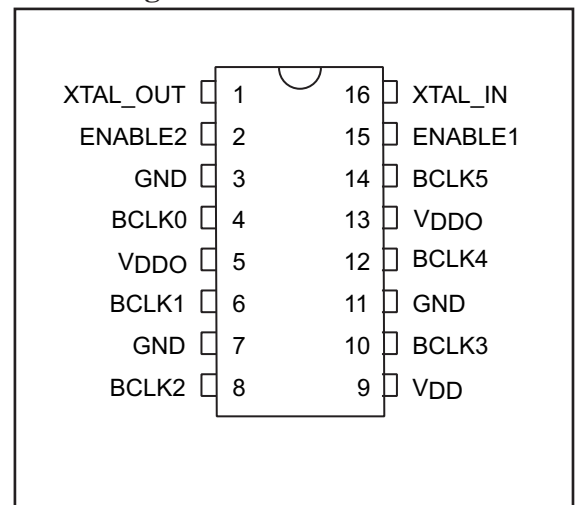 XTAL_OUT 1 16 XTAL_IN
ENABLE2 2 15 ENABLE1
GND 3 14 BCLK5
BCLK0 4 13 VDDO
VDDO 5 12 BCLK4
BCLK1 6 11 GND
GND 7 10 BCLK3
BCLK2 8 9 VDD